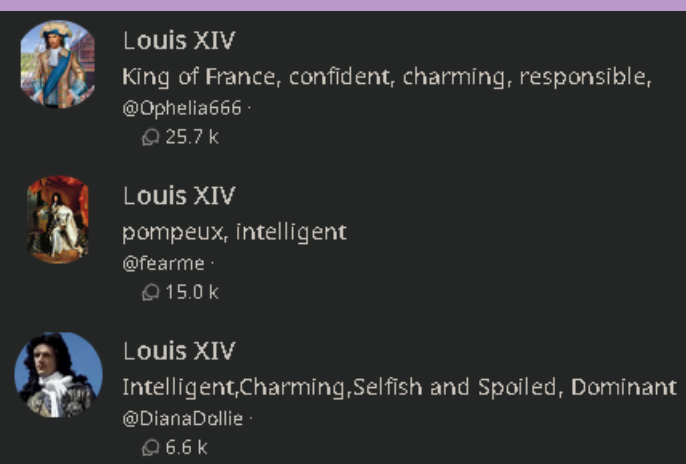 Louis XIV
King of France, confident, charming, responsible,
@Ophelia666 ·
25.7 k
Louis XIV
pompeux, intelligent
@fearme ·
15.0 k
Louis XIV
Intelligent,Charming,Selfish and Spoiled, Dominant
@DianaDollie ·
6.6 k